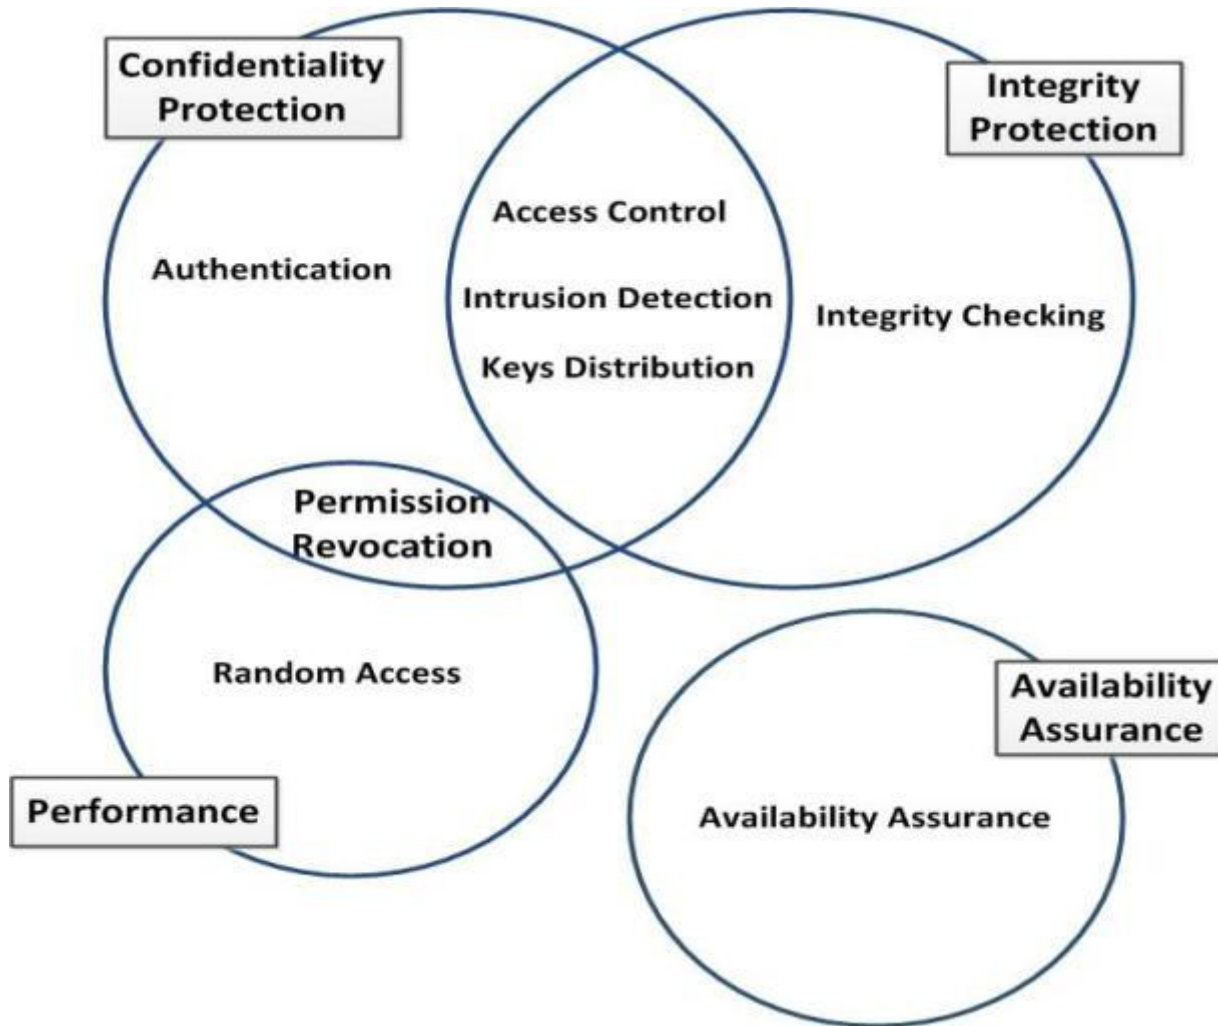 Confidentiality
Protection
Integrity
Protection
Access Control
Authentication
Intrusion Detection
Integrity Checking
Keys Distribution
Permission
Revocation
Random Access
Availability
Assurance
Performance
Availability Assurance